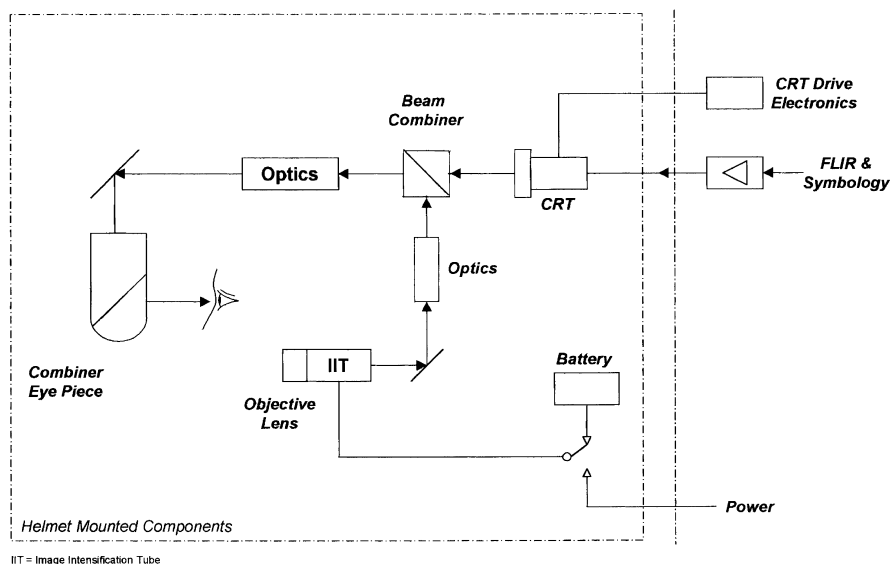 Beam
Combiner
CRT Drive
Electronics
Optics
CRT
FLIR &
Symbology
Optics
Combiner
Eye Piece
IIT
Objective
Lens
Battery
Power
Helmet Mounted Components
IIT = Image Intensification Tube